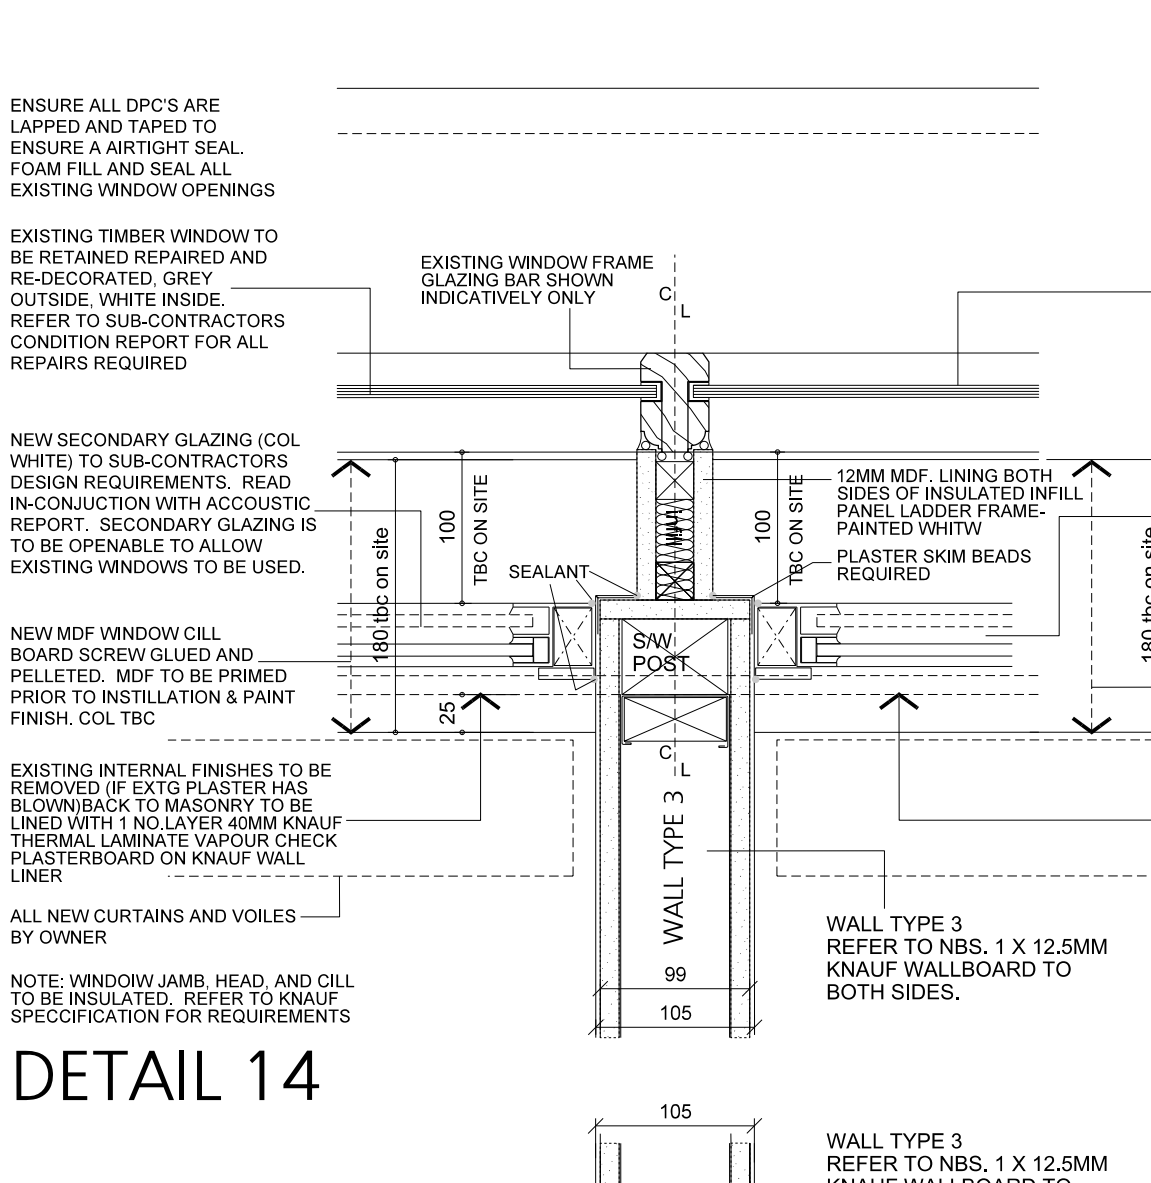 ENSURE ALL DPC'S ARE
LAPPED AND TAPED TO
ENSURE A AIRTIGHT SEAL.
FOAM FILL AND SEAL ALL
EXISTING WINDOW OPENINGS
EXISTING TIMBER WINDOW TO
BE RETAINED REPAIRED AND
RE-DECORATED, GREY
OUTSIDE, WHITE INSIDE.
REFER TO SUB-CONTRACTORS
CONDITION REPORT FOR ALL
REPAIRS REQUIRED
EXISTING WINDOW FRAME
GLAZING BAR SHOWN
INDICATIVELY ONLY
C
L
NEW SECONDARY GLAZING (COL
WHITE) TO SUB-CONTRACTORS
DESIGN REQUIREMENTS. READ
IN-CONJUCTION WITH ACCOUSTIC
REPORT. SECONDARY GLAZING IS
TO BE OPENABLE TO ALLOW
EXISTING WINDOWS TO BE USED.
180 tbc on site
100
TBC ON SITE
SEALANT
100
TBC ON SITE
12MM MDF. LINING BOTH
SIDES OF INSULATED INFILL
PANEL LADDER FRAME-
PAINTED WHITW
PLASTER SKIM BEADS
REQUIRED
180 tbc on site
NEW MDF WINDOW CILL
BOARD SCREW GLUED AND
PELLETED. MDF TO BE PRIMED
PRIOR TO INSTILLATION & PAINT
FINISH. COL TBC
25
S/W
POST
C
L
EXISTING INTERNAL FINISHES TO BE
REMOVED (IF EXTG PLASTER HAS
BLOWN)BACK TO MASONRY TO BE
LINED WITH 1 NO.LAYER 40MM KNAUF
THERMAL LAMINATE VAPOUR CHECK
PLASTERBOARD ON KNAUF WALL
LINER
WALL TYPE 3
ALL NEW CURTAINS AND VOILES
BY OWNER
WALL TYPE 3
REFER TO NBS. 1 X 12.5MM
KNAUF WALLBOARD TO
BOTH SIDES.
NOTE: WINDOIW JAMB, HEAD, AND CILL
TO BE INSULATED. REFER TO KNAUF
SPECCIFICATION FOR REQUIREMENTS
99
105
DETAIL 14
105
WALL TYPE 3
REFER TO NBS. 1 X 12.5MM
KNAUF WALLBOARD TO